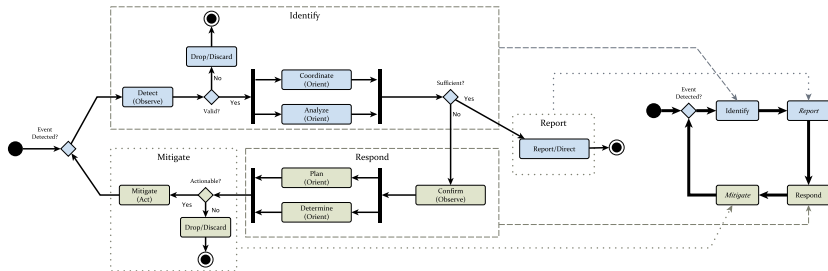 Identify
Drop/Discard
No
Detect
(Observe)
Valid?
Yes
Coordinate
(Orient)
Analyze
(Orient)
Sufficient?
Yes
No
Report
Report/Direct
Event
Detected?
Mitigate
Mitigate
(Act)
Actionable?
Yes
No
Drop/Discard
Respond
Plan
(Orient)
Determine
(Orient)
Confirm
(Observe)
Event
Detected?
Identify
Report
Mitigate
Respond